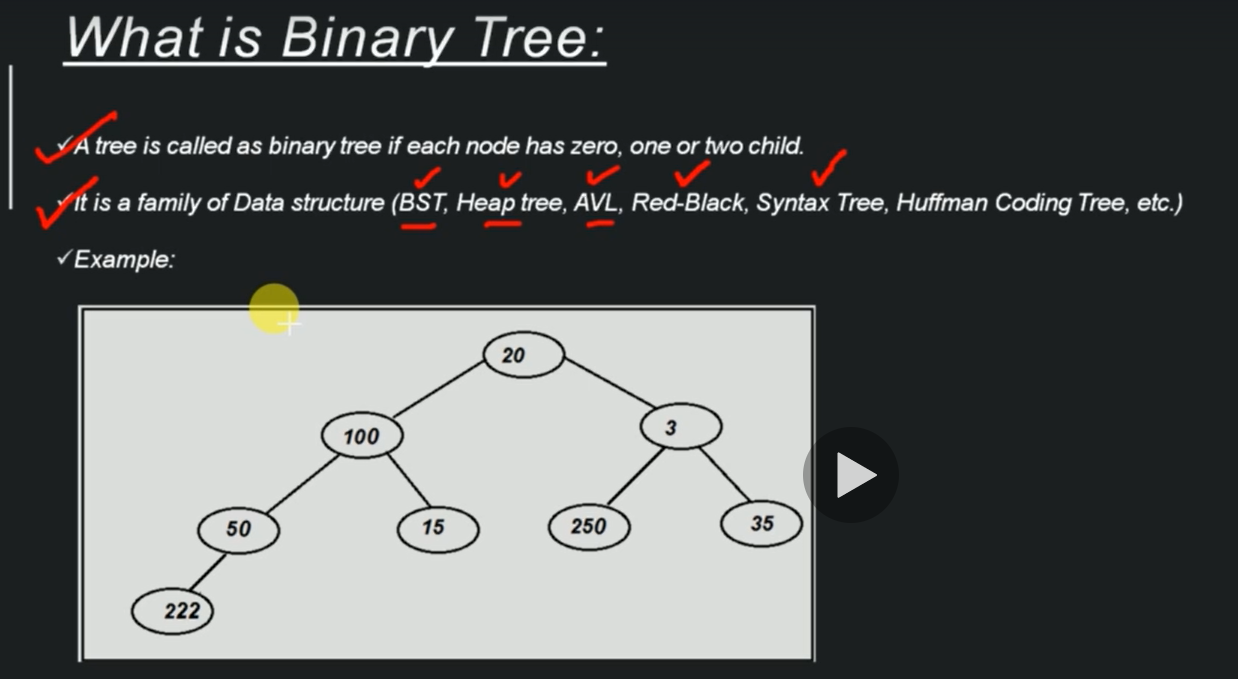 What is Binary Tree:
✓A tree is called as binary tree if each node has zero, one or two child.
✓It is a family of Data structure (BST, Heap tree, AVL, Red-Black, Syntax Tree, Huffman Coding Tree, etc.)
✓Example:
20
100 3
50 15 250 35
222